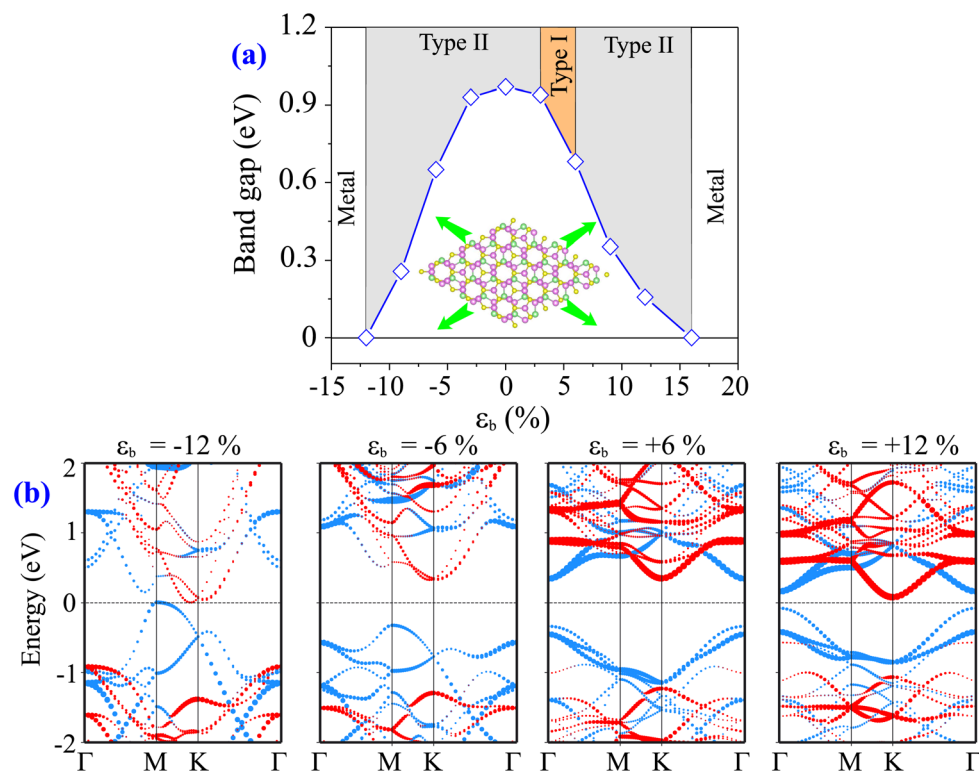 (a)
Band gap (eV)
1.2
0.9
0.6
0.3
0
Metal
Type II
Type I
Type II
Metal
-15 -10 -5 0 5 10 15 20
εb (%)
(b)
εb = -12 %
εb = -6 %
εb = +6 %
εb = +12 %
Energy (eV)
2
1
0
-1
-2
Γ M K Γ
Γ M K Γ
Γ M K Γ
Γ M K Γ